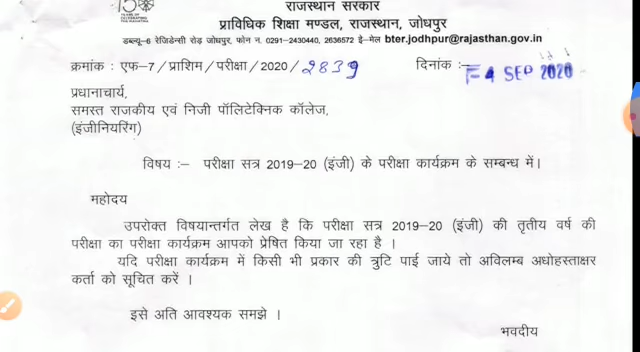 राजस्थान सरकार
प्राविधिक शिक्षा मण्डल, राजस्थान, जोधपुर
डब्ल्यू–6 रेजिडेन्सी रोड़ जोधपुर, फोन न. 0291-2430440, 2636572 ई–मेल bter.jodhpur@rajasthan.gov.in
क्रमांक : एफ–7 / प्राशिम / परीक्षा / 2020 / 2839 दिनांक :– 4 SEP 2020
प्रधानाचार्य,
समस्त राजकीय एवं निजी पॉलिटेक्निक कॉलेज,
(इंजीनियरिंग)
विषय :– परीक्षा सत्र 2019-20 (इंजी) के परीक्षा कार्यक्रम के सम्बन्ध में।
महोदय
उपरोक्त विषयान्तर्गत लेख है कि परीक्षा सत्र 2019-20 (इंजी) की तृतीय वर्ष की
परीक्षा का परीक्षा कार्यक्रम आपको प्रेषित किया जा रहा है ।
यदि परीक्षा कार्यक्रम में किसी भी प्रकार की त्रुटि पाई जाये तो अविलम्ब अधोहस्ताक्षर
कर्ता को सूचित करें ।
इसे अति आवश्यक समझे ।
भवदीय